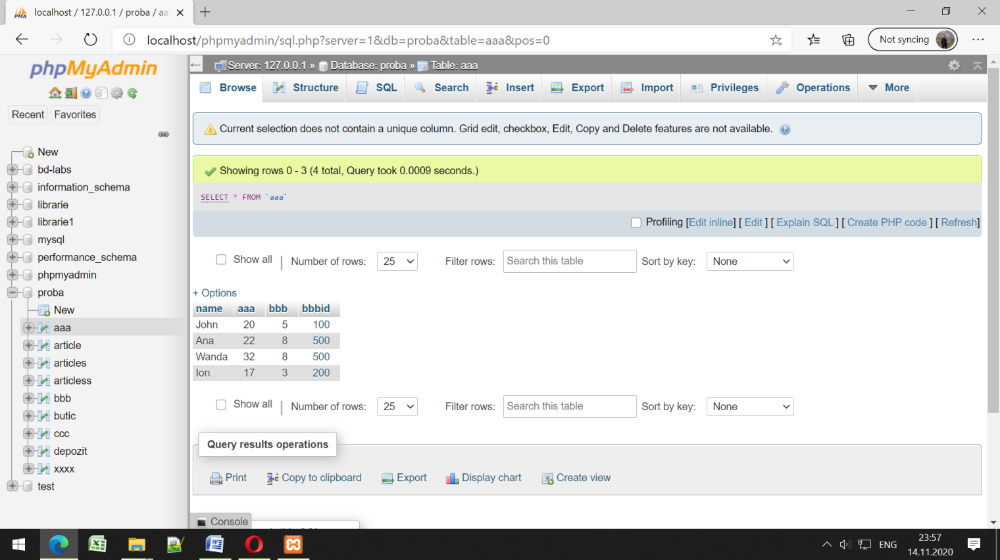 localhost / 127.0.0.1 / proba / aa
localhost/phpmyadmin/sql.php?server=1&db=proba&table=aaa&pos=0
Not syncing
phpMyAdmin
Recent
Favorites
New
bd-labs
information_schema
librarie
librarie1
mysql
performance_schema
phpmyadmin
proba
New
aaa
article
articles
articless
bbb
butic
ccc
depozit
xxxx
test
Server: 127.0.0.1 » Database: proba » Table: aaa
Browse Structure SQL Search Insert Export Import Privileges Operations More
Current selection does not contain a unique column. Grid edit, checkbox, Edit, Copy and Delete features are not available.
Showing rows 0 - 3 (4 total, Query took 0.0009 seconds.)
SELECT * FROM `aaa`
Profiling [Edit inline] [ Edit ] [ Explain SQL ] [ Create PHP code ] [ Refresh]
Show all | Number of rows: 25 Filter rows: Search this table Sort by key: None
+ Options
name aaa bbb bbbid
John 20 5 100
Ana 22 8 500
Wanda 32 8 500
Ion 17 3 200
Show all | Number of rows: 25 Filter rows: Search this table Sort by key: None
Query results operations
Print Copy to clipboard Export Display chart Create view
Console
ENG
23:57
14.11.2020